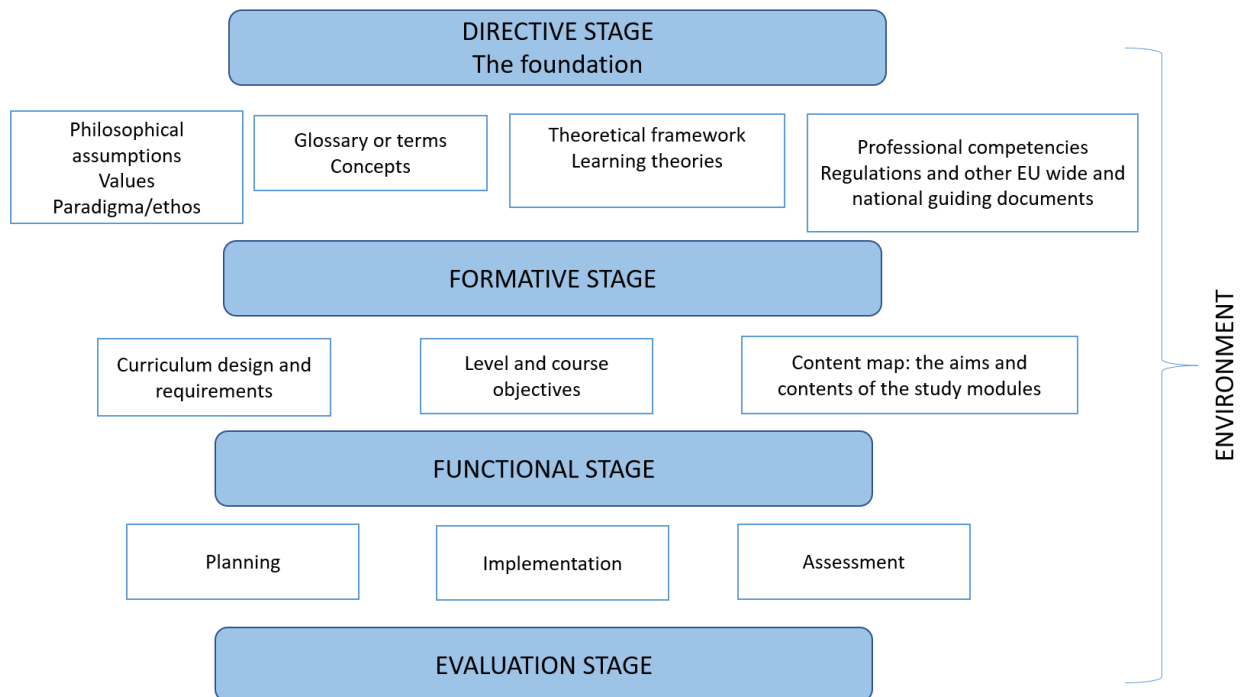 DIRECTIVE STAGE
The foundation
Philosophical
assumptions
Values
Paradigma/ethos
Glossary or terms
Concepts
Theoretical framework
Learning theories
Professional competencies
Regulations and other EU wide and
national guiding documents
FORMATIVE STAGE
Curriculum design and
requirements
Level and course
objectives
Content map: the aims and
contents of the study modules
FUNCTIONAL STAGE
Planning
Implementation
Assessment
EVALUATION STAGE
ENVIRONMENT